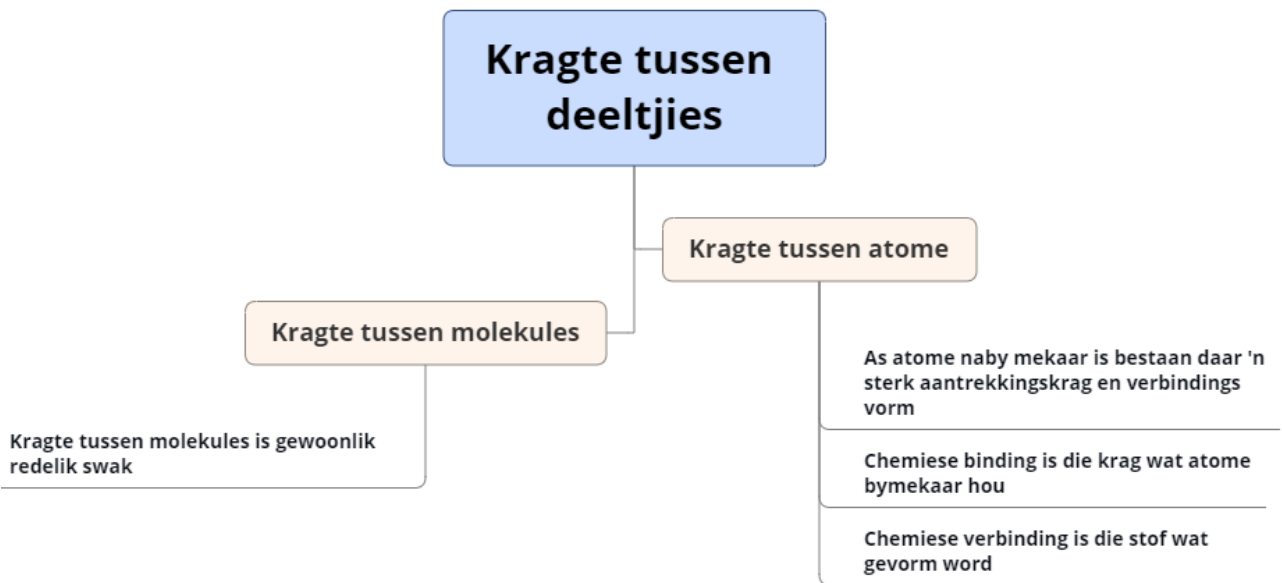 Kragte tussen
deeltjies
Kragte tussen atome
Kragte tussen molekules
As atome naby mekaar is bestaan daar 'n
sterk aantrekkingskrag en verbindings
vorm
Kragte tussen molekules is gewoonlik
redelik swak
Chemiese binding is die krag wat atome
bymekaar hou
Chemiese verbinding is die stof wat
gevorm word